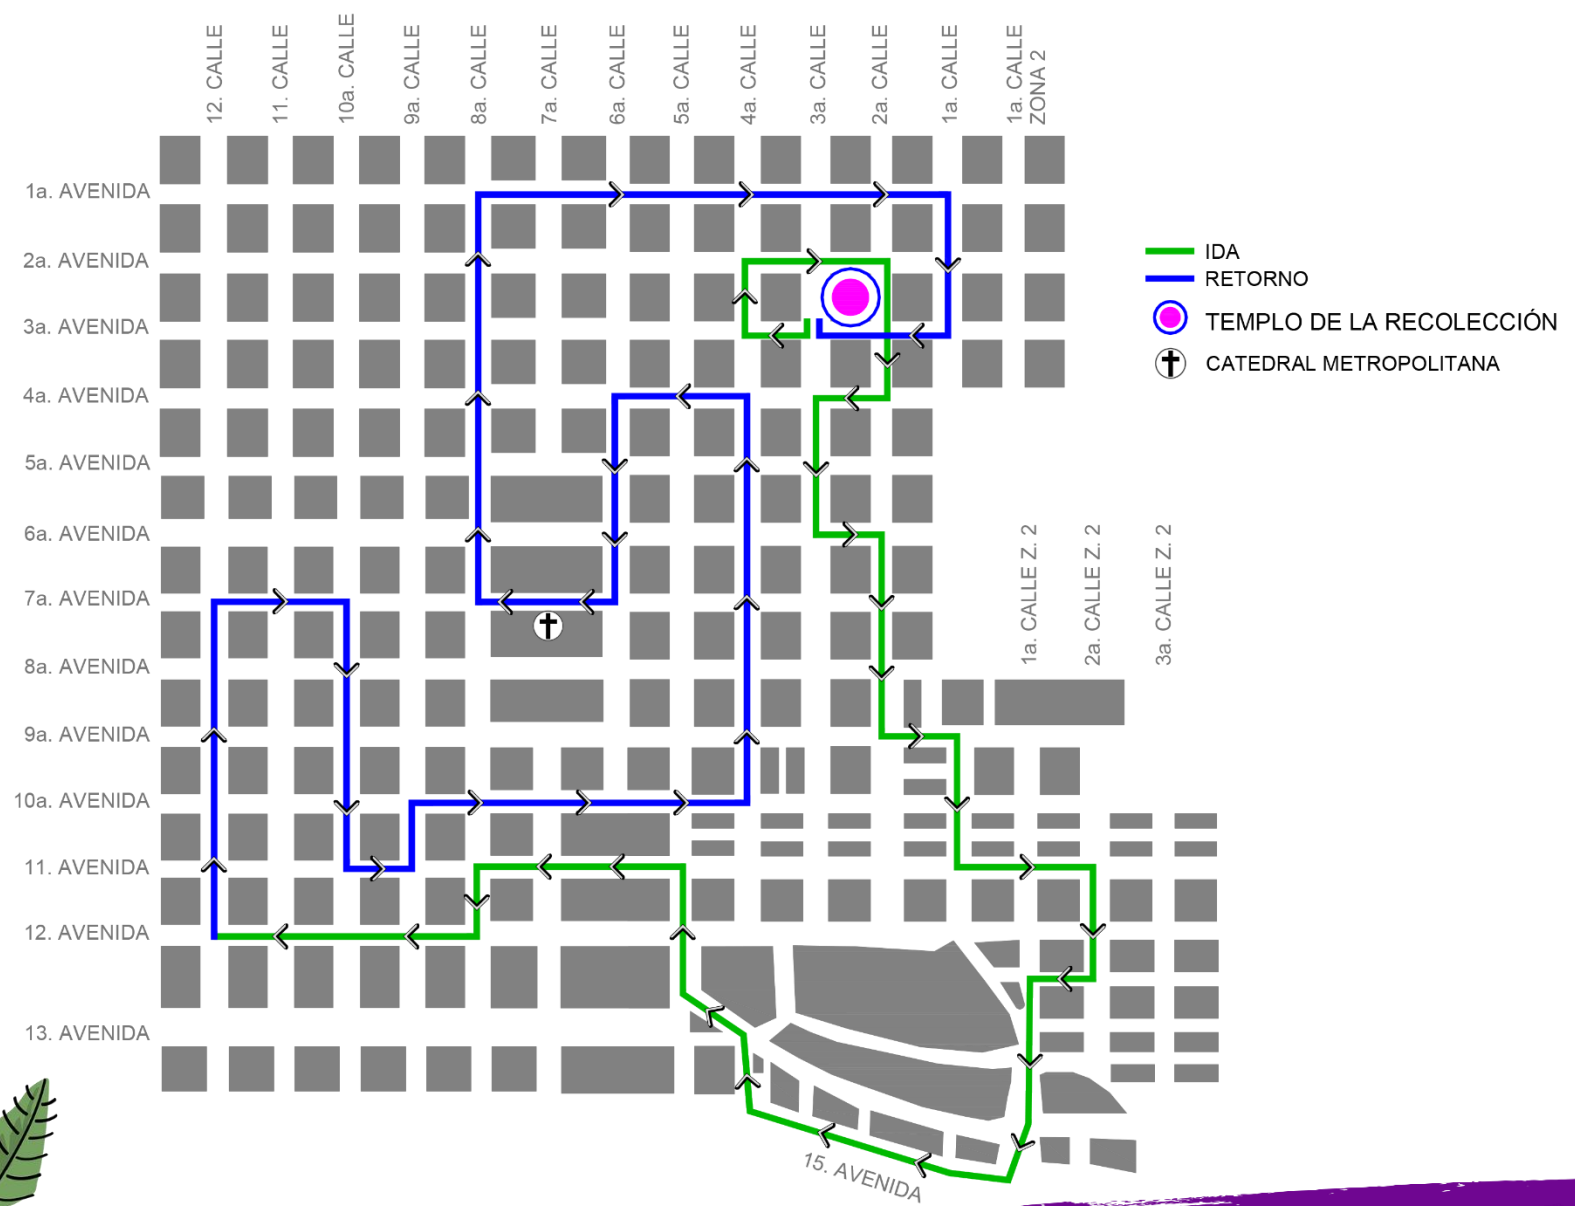 12. CALLE
11. CALLE
10a. CALLE
9a. CALLE
8a. CALLE
7a. CALLE
6a. CALLE
5a. CALLE
4a. CALLE
3a. CALLE
2a. CALLE
1a. CALLE
1a. CALLE
ZONA 2
1a. AVENIDA
2a. AVENIDA
3a. AVENIDA
4a. AVENIDA
5a. AVENIDA
6a. AVENIDA
7a. AVENIDA
8a. AVENIDA
9a. AVENIDA
10a. AVENIDA
11. AVENIDA
12. AVENIDA
13. AVENIDA
IDA
RETORNO
TEMPLO DE LA RECOLECCIÓN
CATEDRAL METROPOLITANA
1a. CALLE Z. 2
2a. CALLE Z. 2
3a. CALLE Z. 2
15. AVENIDA